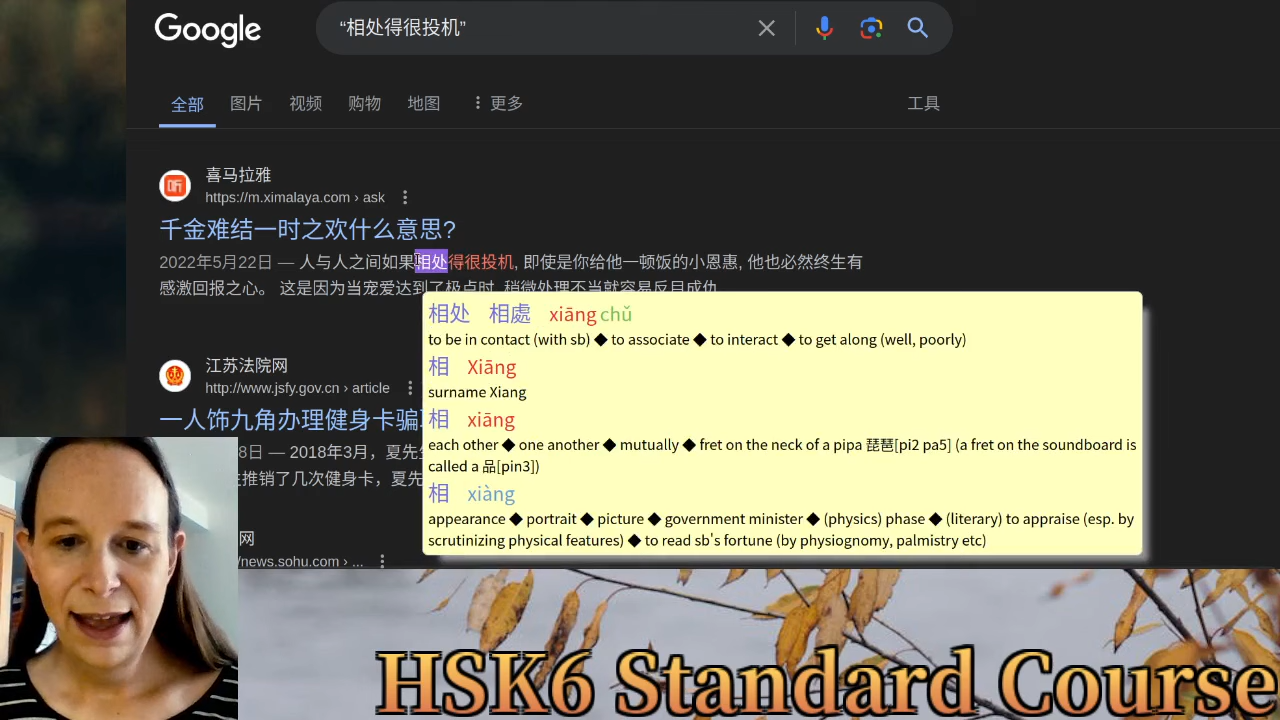 Google
“相处得很投机”
全部 图片 视频 购物 地图 更多 工具
喜马拉雅
https://m.ximalaya.com › ask
千金难结一时之欢什么意思?
2022年5月22日 — 人与人之间如果相处得很投机, 即使是你给他一顿饭的小恩惠, 他也必然终生有
感激回报之心。 这是因为当宠爱达到了极点时, 稍微处理不当就容易反目成仇
相处 相處 xiāng chǔ
to be in contact (with sb) ◆ to associate ◆ to interact ◆ to get along (well, poorly)
相 Xiāng
surname Xiang
相 xiāng
each other ◆ one another ◆ mutually ◆ fret on the neck of a pipa 琵琶[pi2 pa5] (a fret on the soundboard is
called a 品[pin3])
相 xiàng
appearance ◆ portrait ◆ picture ◆ government minister ◆ (physics) phase ◆ (literary) to appraise (esp. by
scrutinizing physical features) ◆ to read sb's fortune (by physiognomy, palmistry etc)
江苏法院网
http://www.jsfy.gov.cn › article
一人饰九角办理健身卡骗
8日 — 2018年3月，夏先
推销了几次健身卡，夏先
网
/news.sohu.com › ...
HSK6 Standard Course